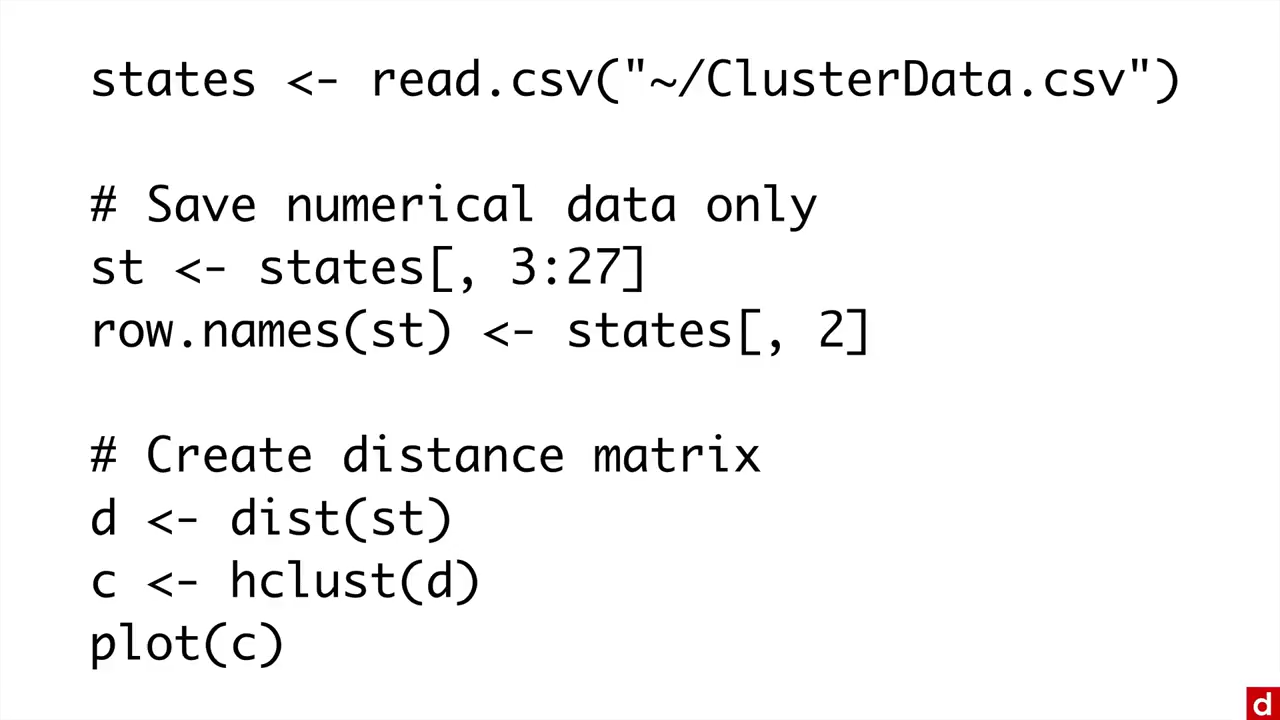 states <- read.csv("~/ClusterData.csv")
# Save numerical data only
st <- states[, 3:27]
row.names(st) <- states[, 2]
# Create distance matrix
d <- dist(st)
c <- hclust(d)
plot(c)
d